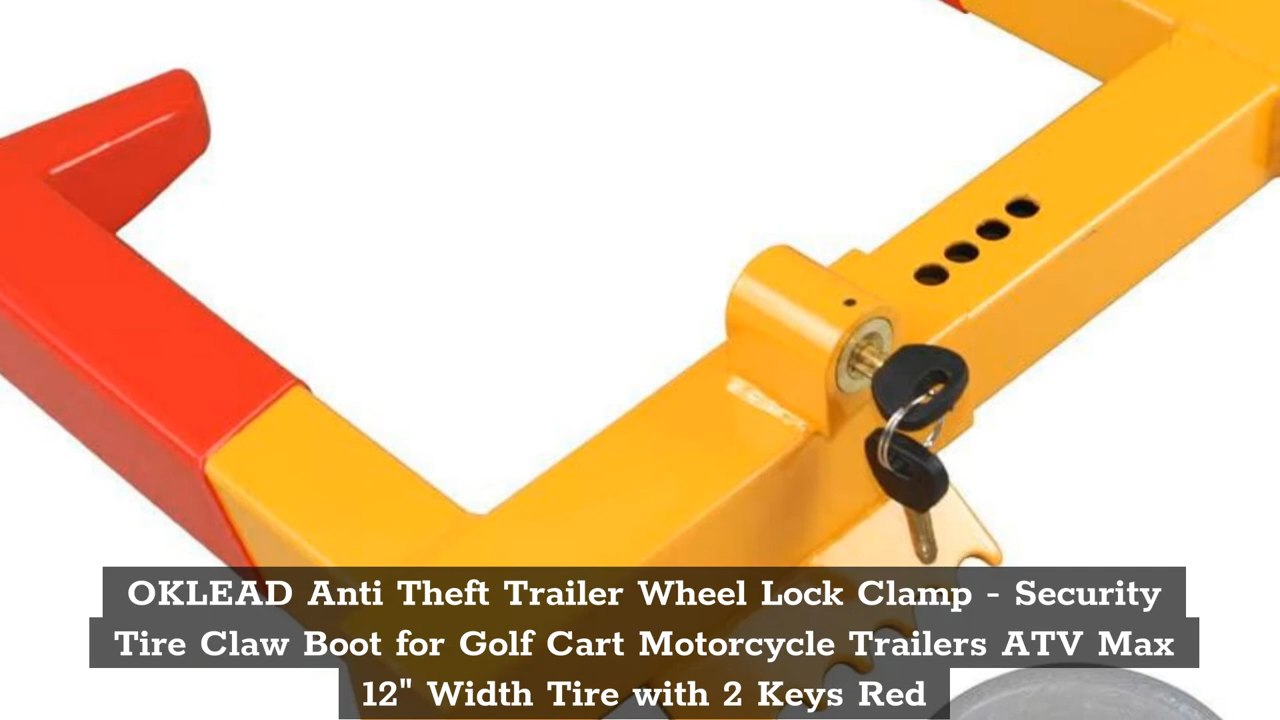 OKLEAD Anti Theft Trailer Wheel Lock Clamp - Security
Tire Claw Boot for Golf Cart Motorcycle Trailers ATV Max
12" Width Tire with 2 Keys Red